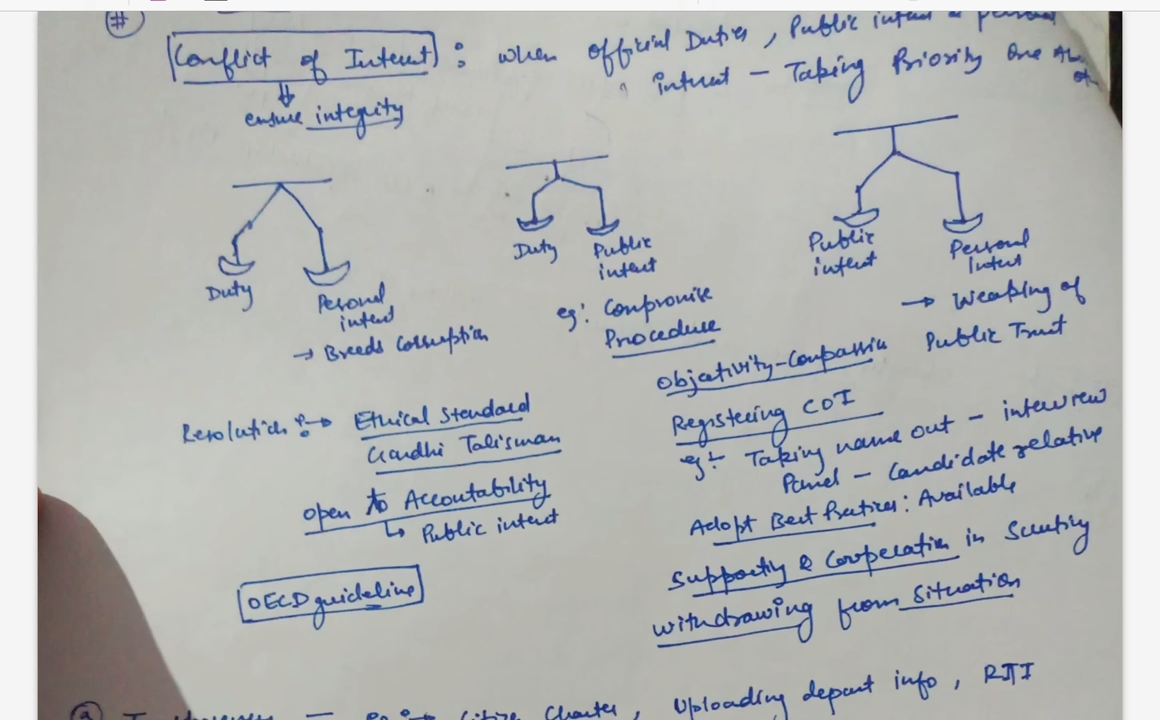 #
Conflict of Interest : when official Duties, Public interest &
interest - Taking Priority One
ensure integrity
Duty
Personal
interest
→ Breeds Corruption
Duty
Public
interest
eg: Compromise
Procedure
Public
interest
Personal
Interest
→ Weaking of
Public Trust
Resolution :→ Ethical Standard
Gandhi Talisman
open to Accountability
↳ Public interest
OECD guideline
Objectivity-Compassion
Registering COI
eg:- Taking name out - interview
Panel - Candidate relative
Adopt Best Practices: Available
Supporting & Cooperation in Scrutiny
withdrawing from situation
Charter, Uploading depart info, RTI